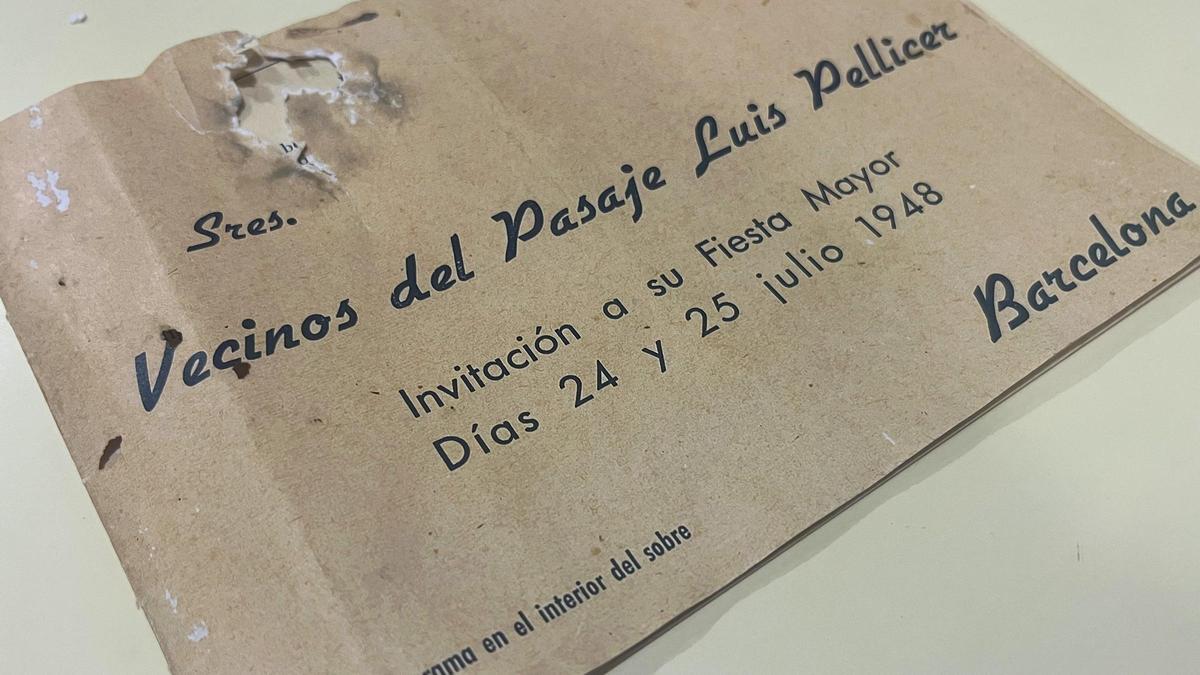 Sres.
Vecinos del Pasaje Luis Pellicer
Invitación a su Fiesta Mayor
Días 24 y 25 julio 1948
Barcelona
en el interior del sobre